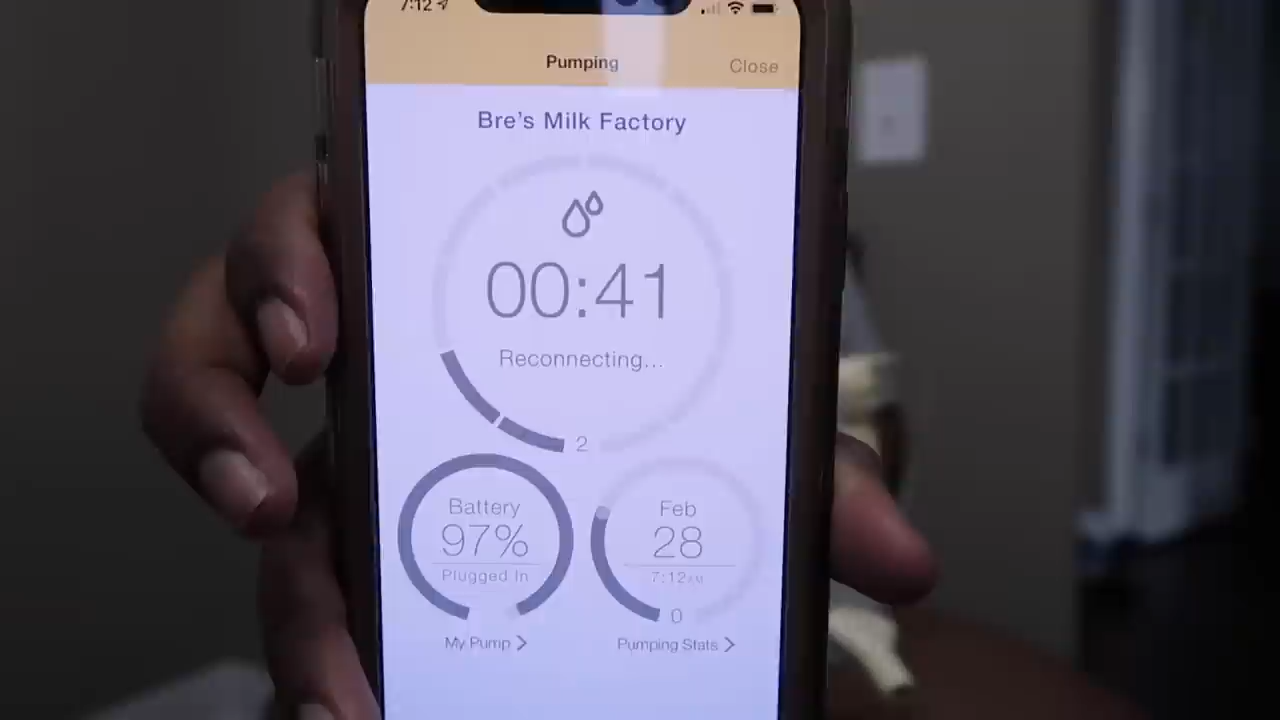 7:12
Pumping
Close
Bre's Milk Factory
00:41
Reconnecting...
2
Battery
97%
Plugged In
Feb
28
7:12AM
0
My Pump >
Pumping Stats >